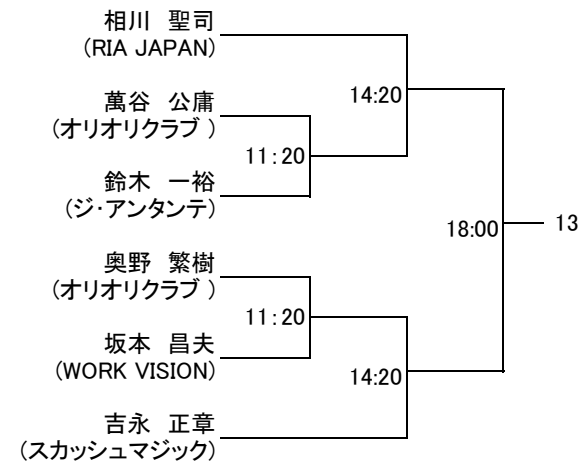 相川　聖司
(RIA JAPAN)
14:20
萬谷　公庸
(オリオリクラブ )
11:20
鈴木　一裕
(ジ・アンタンテ)
18:00
13
奥野　繁樹
(オリオリクラブ )
11:20
坂本　昌夫
(WORK VISION)
14:20
吉永　正章
(スカッシュマジック)